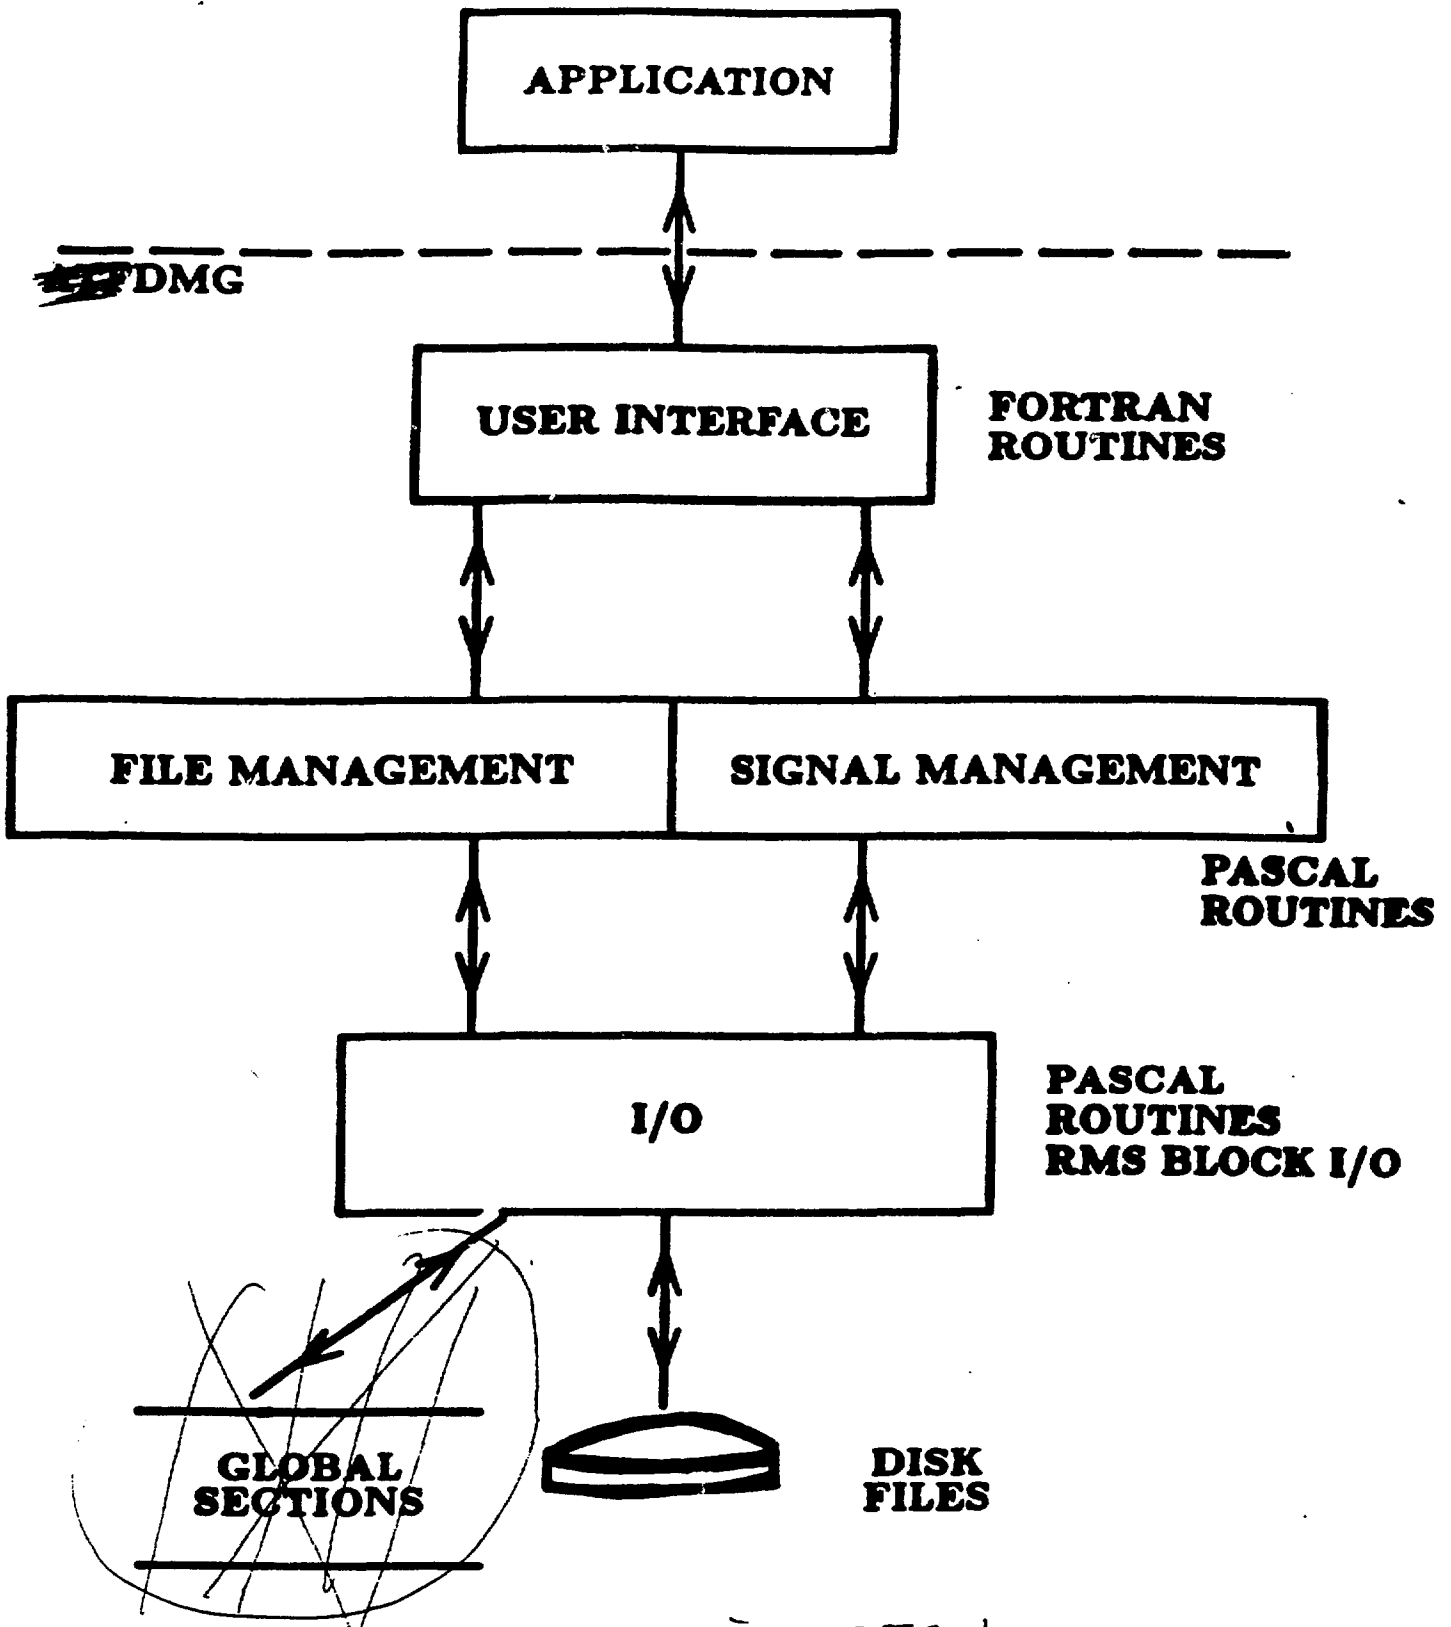 APPLICATION
DMG
USER INTERFACE
FORTRAN
ROUTINES
FILE MANAGEMENT
SIGNAL MANAGEMENT
PASCAL
ROUTINES
I/O
PASCAL
ROUTINES
RMS BLOCK I/O
GLOBAL
SECTIONS
DISK
FILES